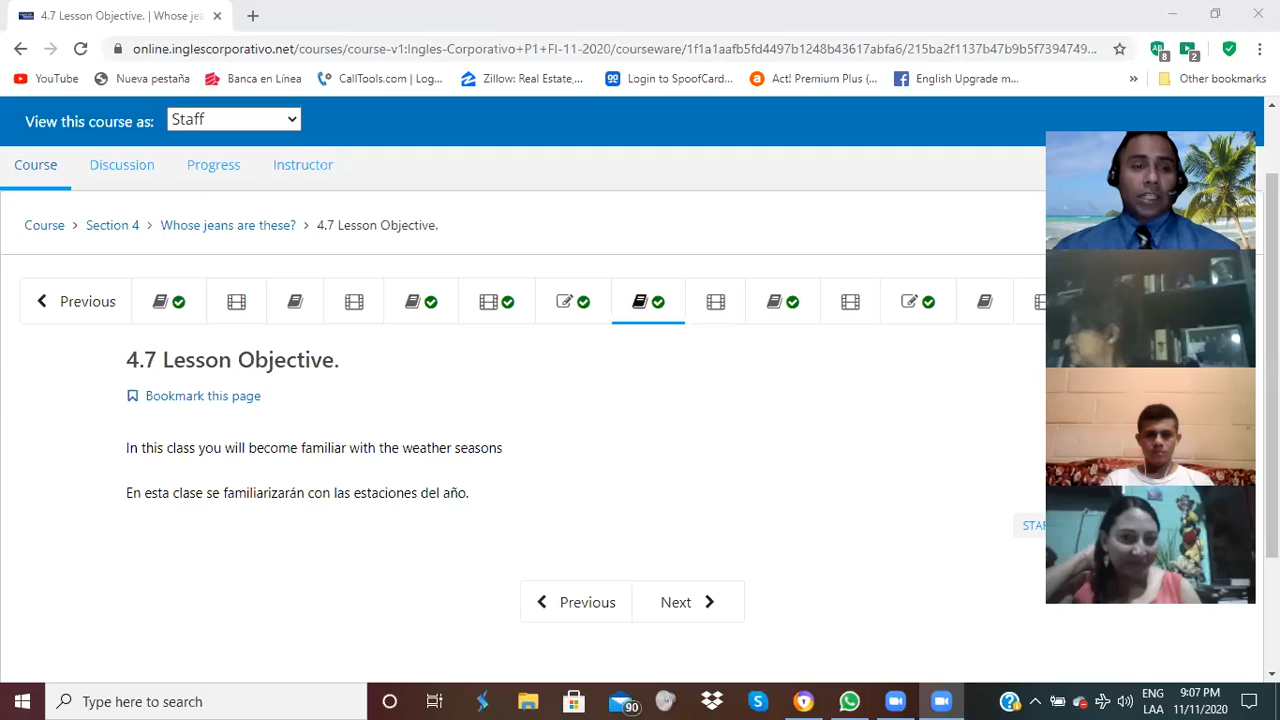 4.7 Lesson Objective. | Whose je
online.inglescorporativo.net/courses/course-v1:Ingles-Corporativo+P1+FI-11-2020/courseware/1f1a1aafb5fd4497b1248b43617abfa6/215ba2f1137b47b9b5f7394749...
8
2
YouTube Nueva pestaña Banca en Línea CallTools.com | Log... Zillow: Real Estate,... Login to SpoofCard... Act! Premium Plus (... English Upgrade m... » Other bookmarks
View this course as: Staff
Course Discussion Progress Instructor
Course > Section 4 > Whose jeans are these? > 4.7 Lesson Objective.
Previous
4.7 Lesson Objective.
Bookmark this page
In this class you will become familiar with the weather seasons
En esta clase se familiarizarán con las estaciones del año.
Previous Next
Type here to search
90
ENG 9:07 PM
LAA 11/11/2020